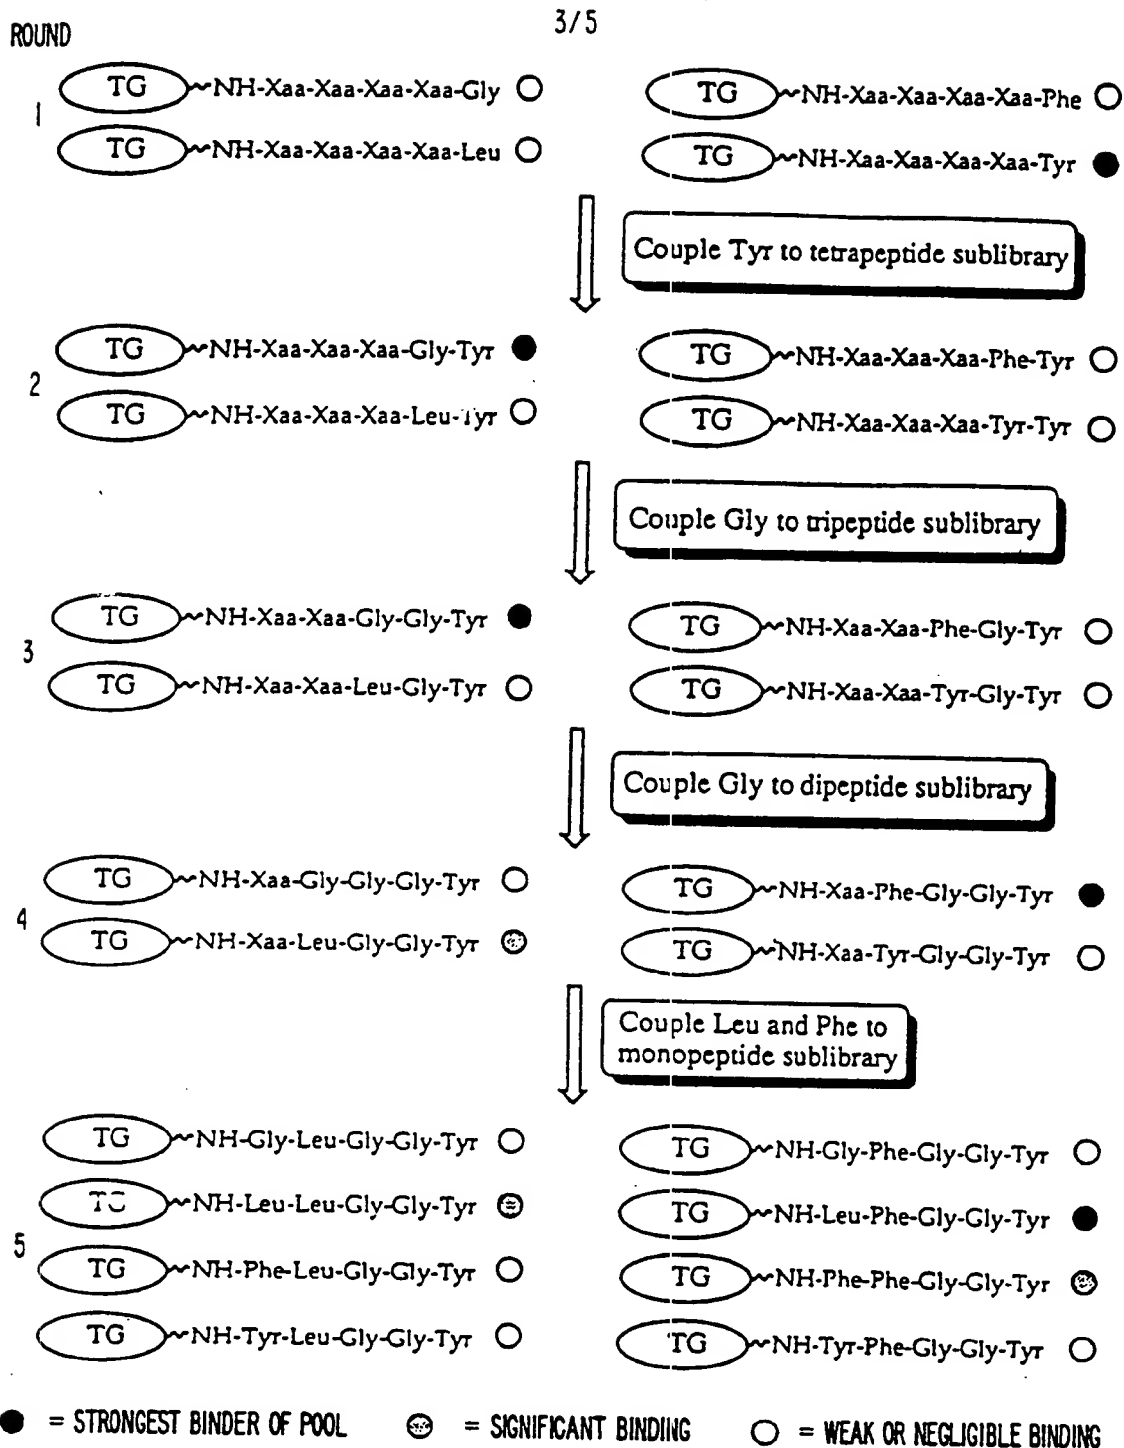 3/5
ROUND
1
TG ~NH-Xaa-Xaa-Xaa-Xaa-Gly
TG ~NH-Xaa-Xaa-Xaa-Xaa-Phe
TG ~NH-Xaa-Xaa-Xaa-Xaa-Leu
TG ~NH-Xaa-Xaa-Xaa-Xaa-Tyr
Couple Tyr to tetrapeptide sublibrary
2
TG ~NH-Xaa-Xaa-Xaa-Gly-Tyr
TG ~NH-Xaa-Xaa-Xaa-Phe-Tyr
TG ~NH-Xaa-Xaa-Xaa-Leu-Tyr
TG ~NH-Xaa-Xaa-Xaa-Tyr-Tyr
Couple Gly to tripeptide sublibrary
3
TG ~NH-Xaa-Xaa-Gly-Gly-Tyr
TG ~NH-Xaa-Xaa-Phe-Gly-Tyr
TG ~NH-Xaa-Xaa-Leu-Gly-Tyr
TG ~NH-Xaa-Xaa-Tyr-Gly-Tyr
Couple Gly to dipeptide sublibrary
4
TG ~NH-Xaa-Gly-Gly-Gly-Tyr
TG ~NH-Xaa-Phe-Gly-Gly-Tyr
TG ~NH-Xaa-Leu-Gly-Gly-Tyr
TG ~NH-Xaa-Tyr-Gly-Gly-Tyr
Couple Leu and Phe to
monopeptide sublibrary
5
TG ~NH-Gly-Leu-Gly-Gly-Tyr
TG ~NH-Gly-Phe-Gly-Gly-Tyr
TG ~NH-Leu-Leu-Gly-Gly-Tyr
TG ~NH-Leu-Phe-Gly-Gly-Tyr
TG ~NH-Phe-Leu-Gly-Gly-Tyr
TG ~NH-Phe-Phe-Gly-Gly-Tyr
TG ~NH-Tyr-Leu-Gly-Gly-Tyr
TG ~NH-Tyr-Phe-Gly-Gly-Tyr
= STRONGEST BINDER OF POOL
= SIGNIFICANT BINDING
= WEAK OR NEGLIGIBLE BINDING